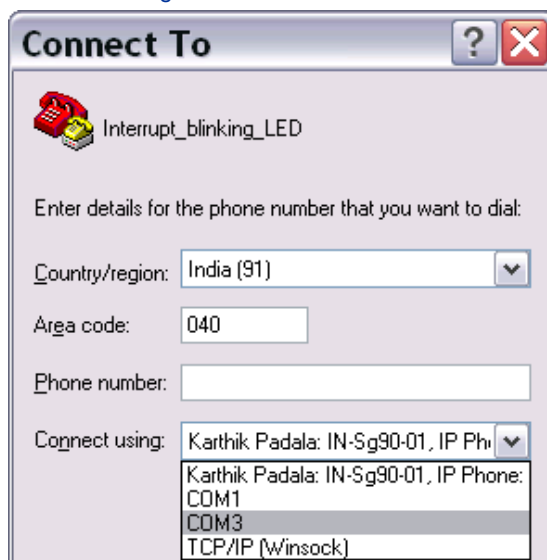 Connect To
?
Interrupt_blinking_LED
Enter details for the phone number that you want to dial:
Country/region: India (91)
Area code: 040
Phone number:
Connect using: Karthik Padala: IN-Sg90-01, IP Ph
Karthik Padala: IN-Sg90-01, IP Phone:
COM1
COM3
TCP/IP (Winsock)